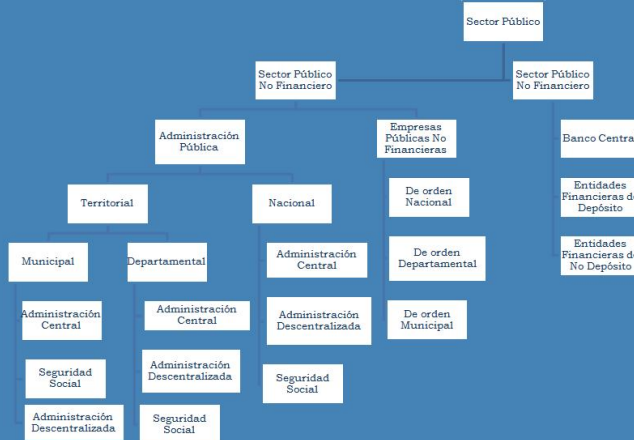 Sector Público
Sector Público
No Financiero
Sector Público
No Financiero
Administración
Pública
Empresas
Públicas No
Financieras
Banco Centra
Territorial
Nacional
De orden
Nacional
Entidades
Financieras de
Depósito
Municipal
Departamental
Administración
Central
De orden
Departamental
Entidades
Financieras de
No Depósito
Administración
Central
Administración
Central
Administración
Descentralizada
De orden
Municipal
Seguridad
Social
Administración
Descentralizada
Seguridad
Social
Administración
Descentralizada
Seguridad
Social